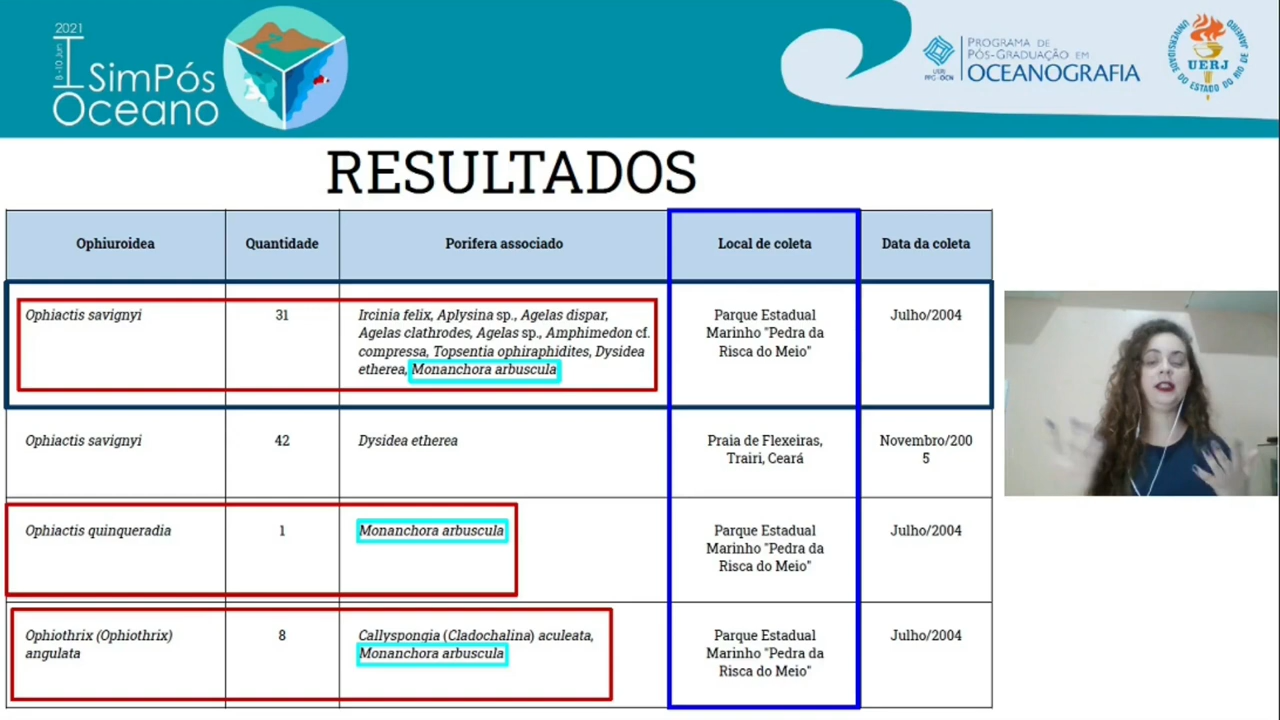 2021
I
8 -10 Jun
SimPós
Oceano
PROGRAMA DE
PÓS-GRADUAÇÃO EM
OCEANOGRAFIA
UERJ
PPG-OCN
UERJ
UNIVERSIDADE DO ESTADO DO RIO DE JANEIRO
RESULTADOS
Ophiuroidea Quantidade Porifera associado Local de coleta Data da coleta
Ophiactis savignyi 31 Ircinia felix, Aplysina sp., Agelas dispar, Parque Estadual Julho/2004
Agelas clathrodes, Agelas sp., Amphimedon cf. Marinho "Pedra da
compressa, Topsentia ophiraphidites, Dysidea Risca do Meio"
etherea, Monanchora arbuscula
Ophiactis savignyi 42 Dysidea etherea Praia de Flexeiras, Novembro/200
Trairi, Ceará 5
Ophiactis quinqueradia 1 Monanchora arbuscula Parque Estadual Julho/2004
Marinho "Pedra da
Risca do Meio"
Ophiothrix (Ophiothrix) 8 Callyspongia (Cladochalina) aculeata, Parque Estadual Julho/2004
angulata Monanchora arbuscula Marinho "Pedra da
Risca do Meio"